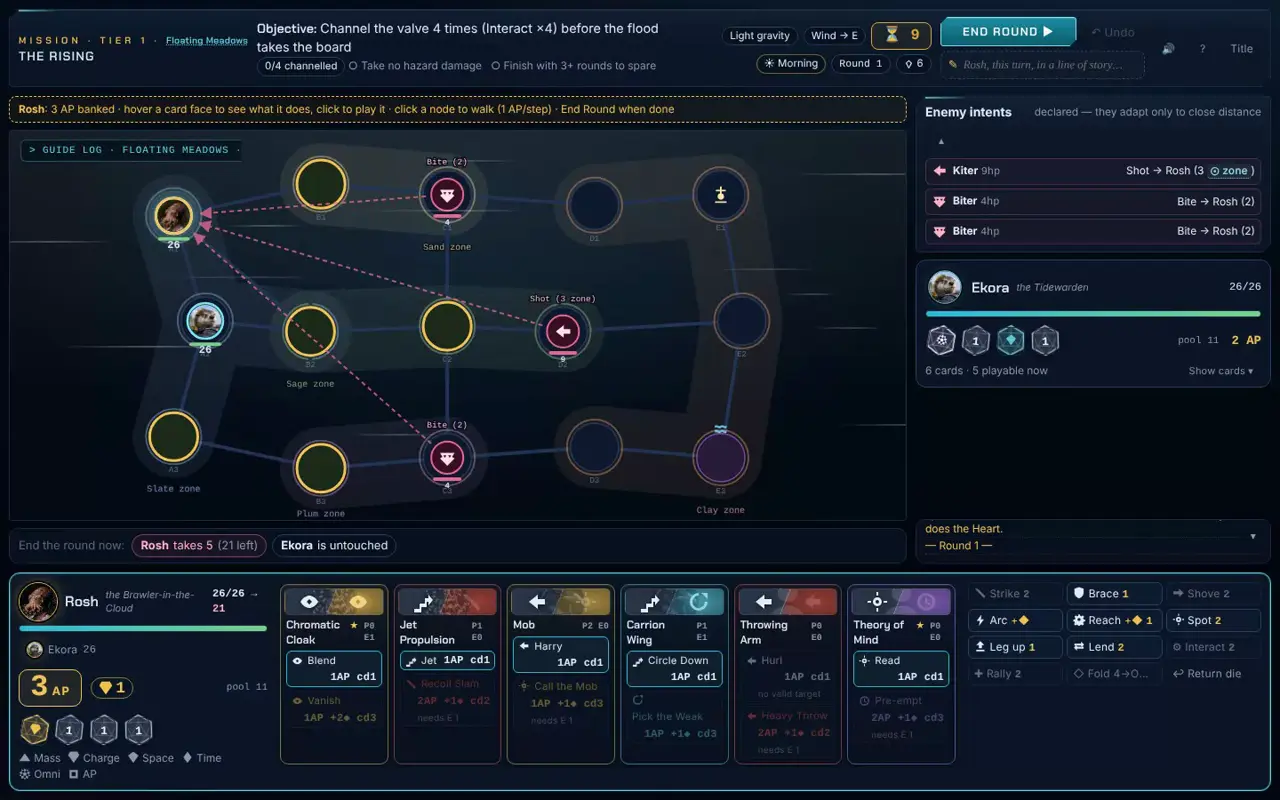 MISSION · TIER 1 · Floating Meadows
THE RISING
Objective: Channel the valve 4 times (Interact ×4) before the flood
takes the board
0/4 channelled
Take no hazard damage
Finish with 3+ rounds to spare
Light gravity
Wind → E
9
Morning
Round 1
6
END ROUND ▶
↶ Undo
✎ Rosh, this turn, in a line of story…
?
Title
Rosh: 3 AP banked · hover a card face to see what it does, click to play it · click a node to walk (1 AP/step) · End Round when done
> GUIDE LOG · FLOATING MEADOWS ·
B1
Bite (2)
4
Sand zone
D1
E1
26
26
B2
Sage zone
Shot (3 zone)
9
E2
A3
Slate zone
B3
Plum zone
Bite (2)
4
D3
E3
Clay zone
Enemy intents
declared — they adapt only to close distance
Kiter 9hp
Shot → Rosh (3 zone )
Biter 4hp
Bite → Rosh (2)
Biter 4hp
Bite → Rosh (2)
Ekora the Tidewarden
26/26
1
1
pool 11
2 AP
6 cards · 5 playable now
Show cards ▾
does the Heart.
— Round 1 —
End the round now:
Rosh takes 5 (21 left)
Ekora is untouched
Rosh the Brawler-in-the-
Cloud
26/26 →
21
Ekora 26
3 AP
1
pool 11
1
1
1
Mass
Charge
Space
Time
Omni
AP
Chromatic
Cloak
★ P0
E1
Blend
1AP cd1
Vanish
1AP +2◆ cd3
Jet
Propulsion
P1
E0
Jet 1AP cd1
Recoil Slam
2AP +1◆ cd2
needs E 1
Mob
P2 E0
Harry
1AP cd1
Call the Mob
1AP +1◆ cd3
needs E 1
Carrion
Wing
P1
E1
Circle Down
1AP cd1
Pick the Weak
1AP +1◆ cd3
Throwing
Arm
P0
E0
Hurl
1AP cd1
no valid target
Heavy Throw
2AP +1◆ cd2
needs E 1
Theory of
Mind
★ P0
E0
Read
1AP cd1
Pre-empt
2AP +1◆ cd3
needs E 1
Strike 2
Brace 1
Shove 2
Arc +◆
Reach +◆ 1
Spot 2
Leg up 1
Lend 2
Interact 2
Rally 2
Fold 4→O…
Return die